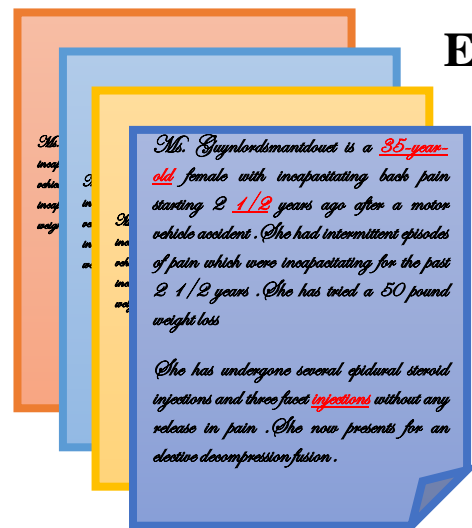 E
Ms. Guynlordsmantdouet is a 35-year-
old female with incapacitating back pain
starting 2 1/2 years ago after a motor
vehicle accident .She had intermittent episodes
of pain which were incapacitating for the past
2 1/2 years .She has tried a 50 pound
weight loss
She has undergone several epidural steroid
injections and three facet injections without any
release in pain .She now presents for an
elective decompression fusion .